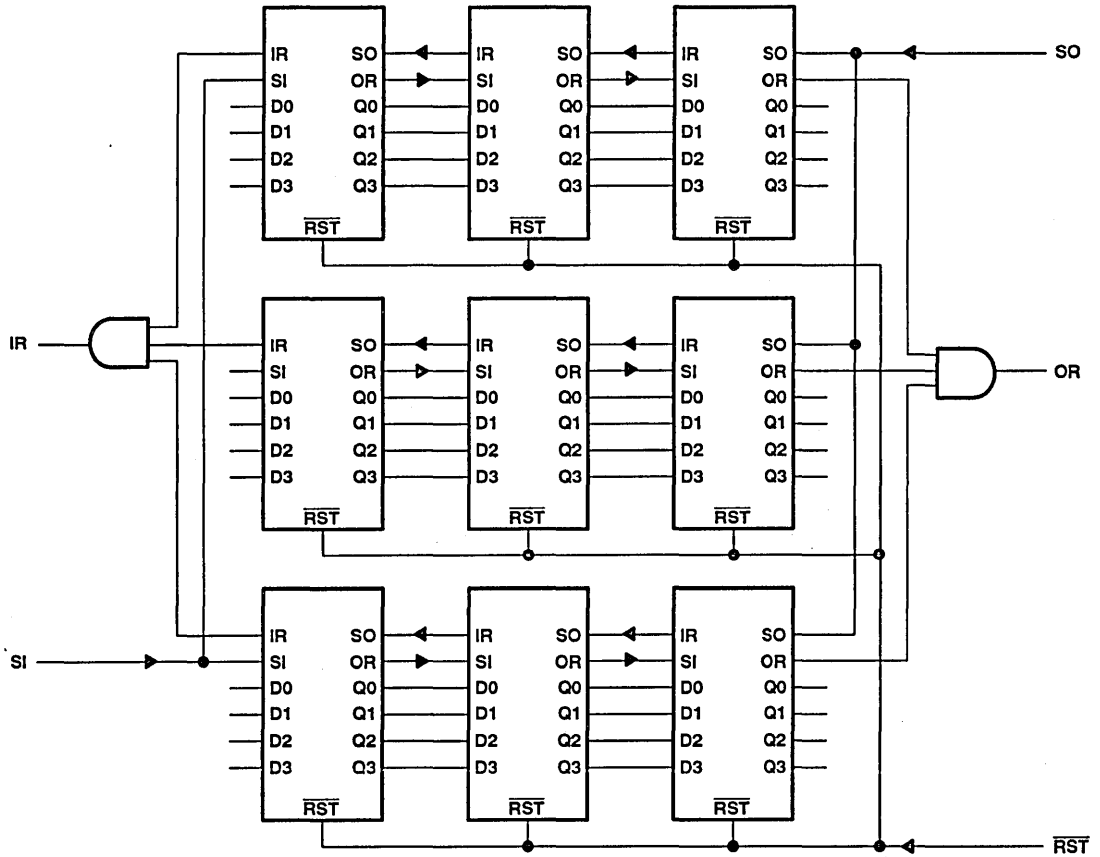 IR SO IR SO IR SO SO
SI OR SI OR SI OR
D0 Q0 D0 Q0 D0 Q0
D1 Q1 D1 Q1 D1 Q1
D2 Q2 D2 Q2 D2 Q2
D3 Q3 D3 Q3 D3 Q3
RST RST RST
IR IR SO IR SO IR SO
SI OR SI OR SI OR OR
D0 Q0 D0 Q0 D0 Q0
D1 Q1 D1 Q1 D1 Q1
D2 Q2 D2 Q2 D2 Q2
D3 Q3 D3 Q3 D3 Q3
RST RST RST
IR SO IR SO IR SO
SI SI OR SI OR SI OR
D0 Q0 D0 Q0 D0 Q0
D1 Q1 D1 Q1 D1 Q1
D2 Q2 D2 Q2 D2 Q2
D3 Q3 D3 Q3 D3 Q3
RST RST RST
RST